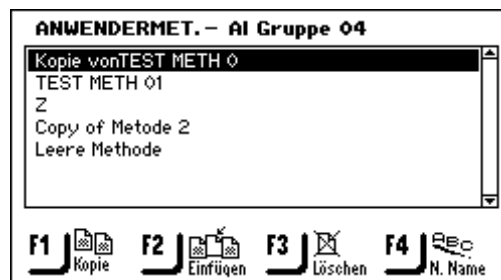 ANWENDERMET.- Al Gruppe 04
Kopie vonTEST METH 0
TEST METH 01
Z
Copy of Metode 2
Leere Methode
F1 Kopie F2 Einfügen F3 Löschen F4 N. Name